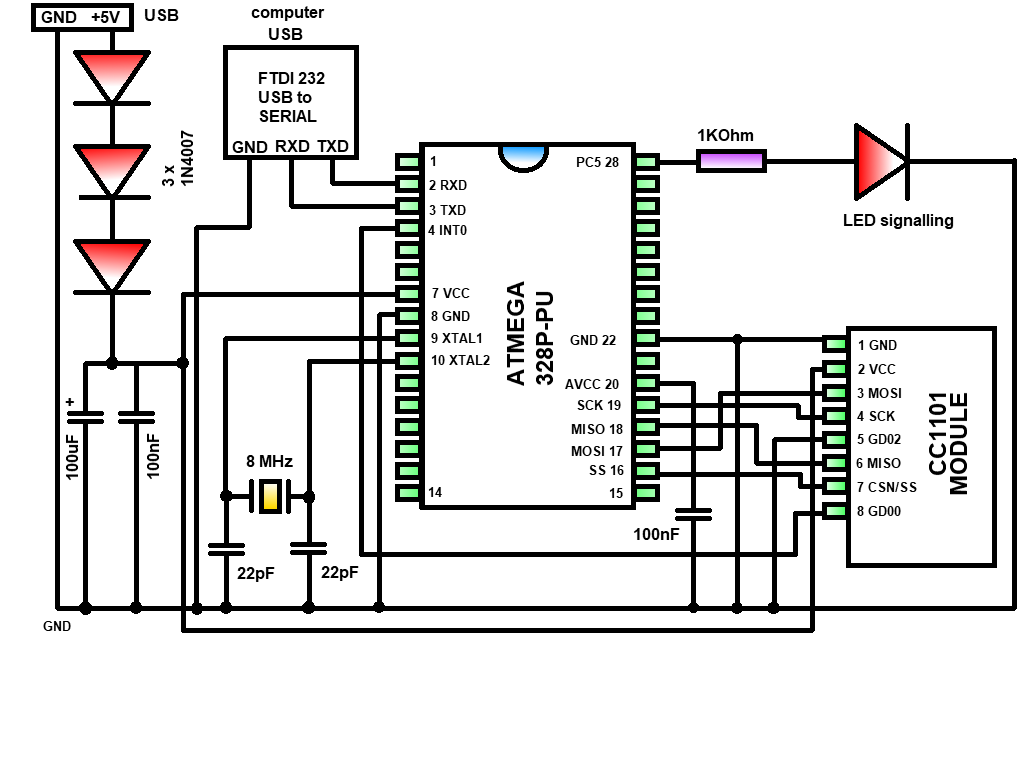 GND +5V USB
computer
USB
FTDI 232
USB to
SERIAL
GND RXD TXD
3 x
1N4007
+
100uF
100nF
GND
8 MHz
22pF
22pF
1
2 RXD
3 TXD
4 INT0
7 VCC
8 GND
9 XTAL1
10 XTAL2
14
ATMEGA
328P-PU
PC5 28
GND 22
AVCC 20
SCK 19
MISO 18
MOSI 17
SS 16
15
100nF
1KOhm
LED signalling
1 GND
2 VCC
3 MOSI
4 SCK
5 GD02
6 MISO
7 CSN/SS
8 GD00
CC1101
MODULE